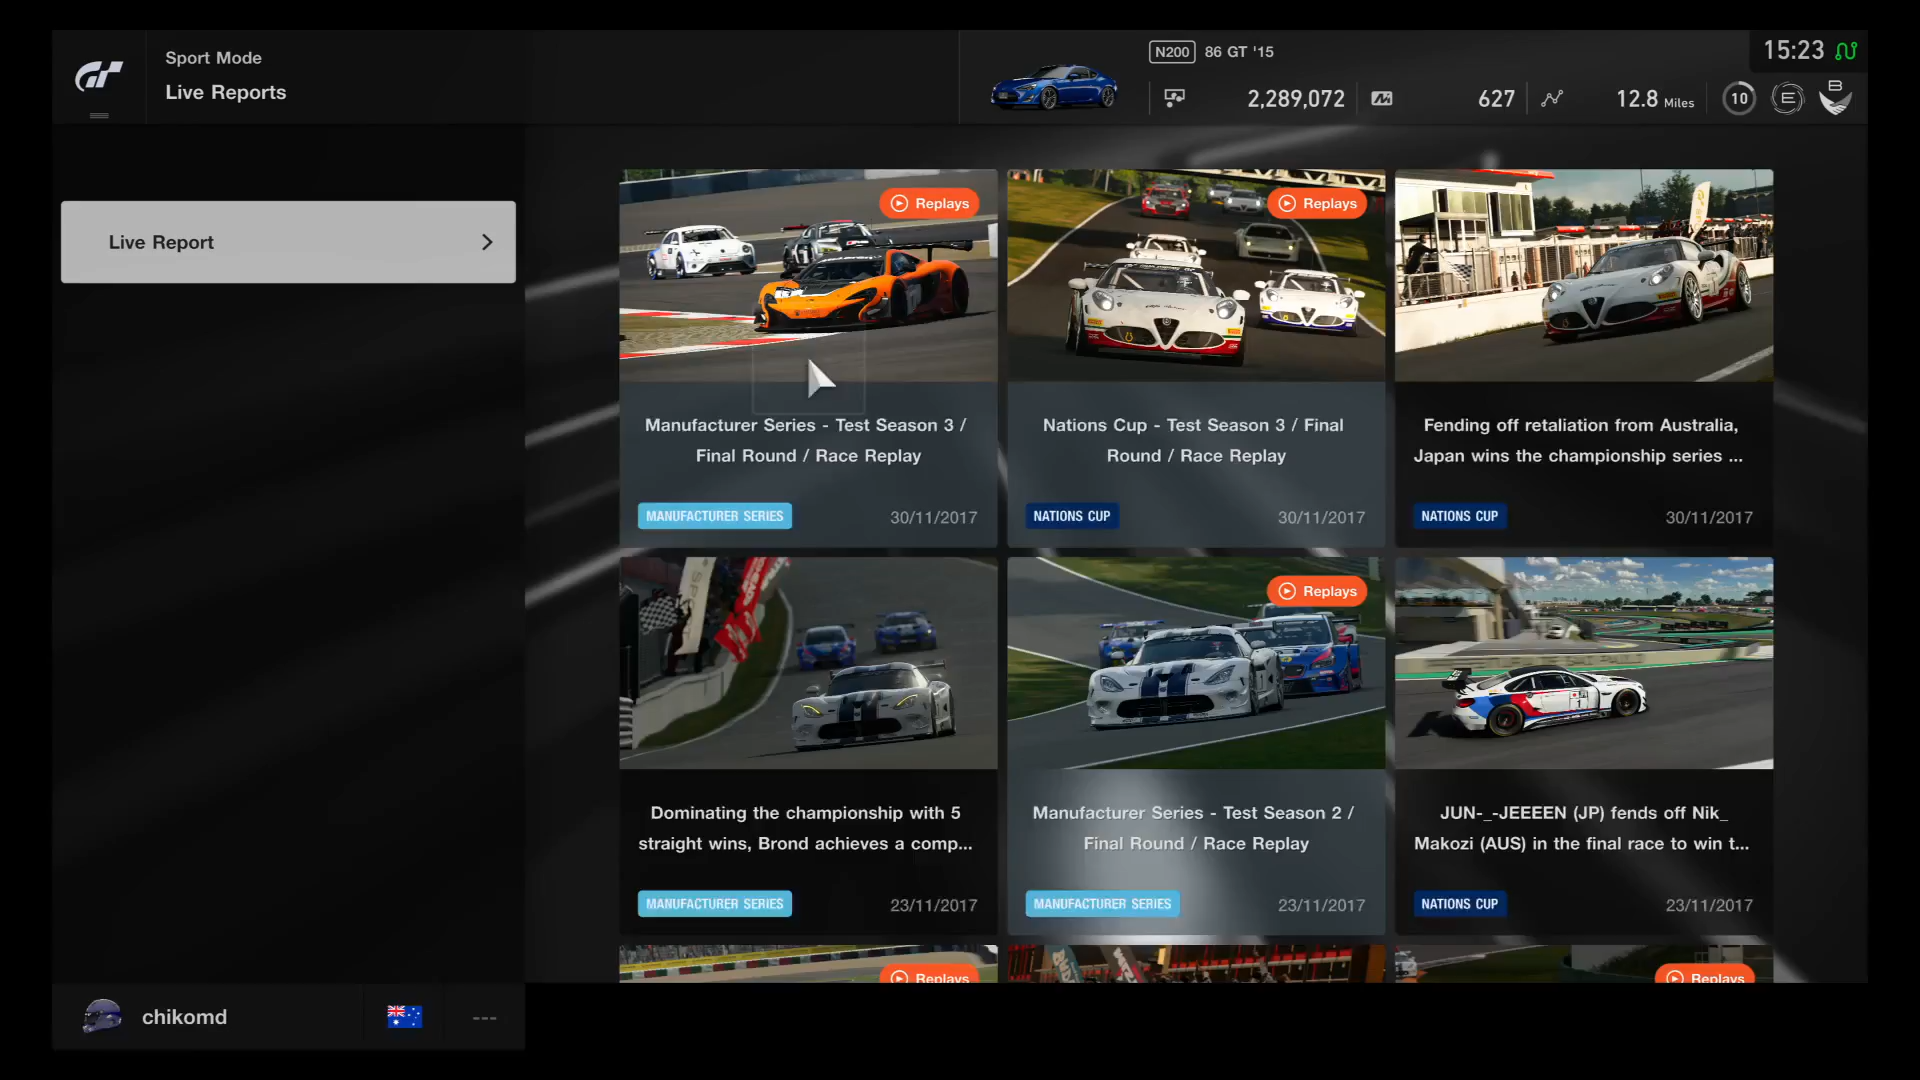 Sport Mode
Live Reports
N200 86 GT '15
15:23
2,289,072
627
12.8 Miles
10
E
B
Live Report
Replays
Manufacturer Series - Test Season 3 /
Final Round / Race Replay
MANUFACTURER SERIES
30/11/2017
Replays
Nations Cup - Test Season 3 / Final
Round / Race Replay
NATIONS CUP
30/11/2017
Fending off retaliation from Australia,
Japan wins the championship series ...
NATIONS CUP
30/11/2017
Dominating the championship with 5
straight wins, Brond achieves a comp...
MANUFACTURER SERIES
23/11/2017
Replays
Manufacturer Series - Test Season 2 /
Final Round / Race Replay
MANUFACTURER SERIES
23/11/2017
JUN-_-JEEEEN (JP) fends off Nik_
Makozi (AUS) in the final race to win t...
NATIONS CUP
23/11/2017
Replays
Replays
chikomd
---